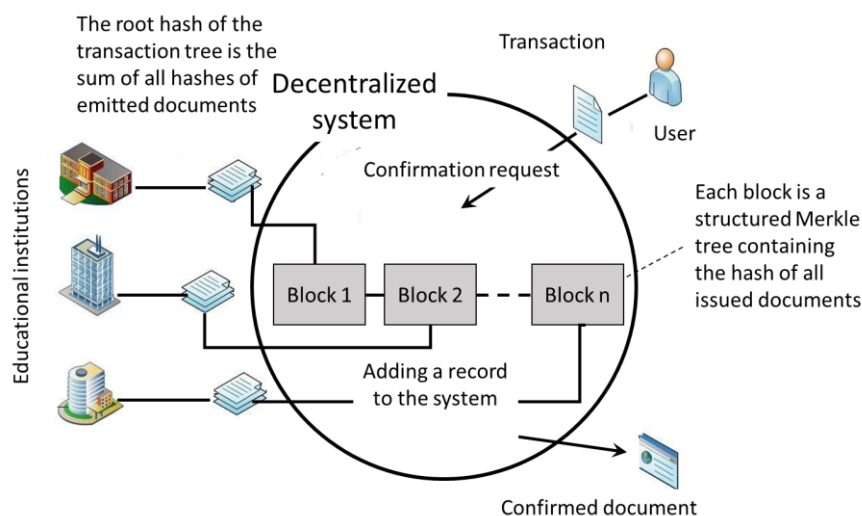 The root hash of the
transaction tree is the
sum of all hashes of
emitted documents
Transaction
User
Decentralized
system
Confirmation request
Educational institutions
Each block is a
structured Merkle
tree containing
the hash of all
issued documents
Block 1
Block 2
Block n
Adding a record
to the system
Confirmed document